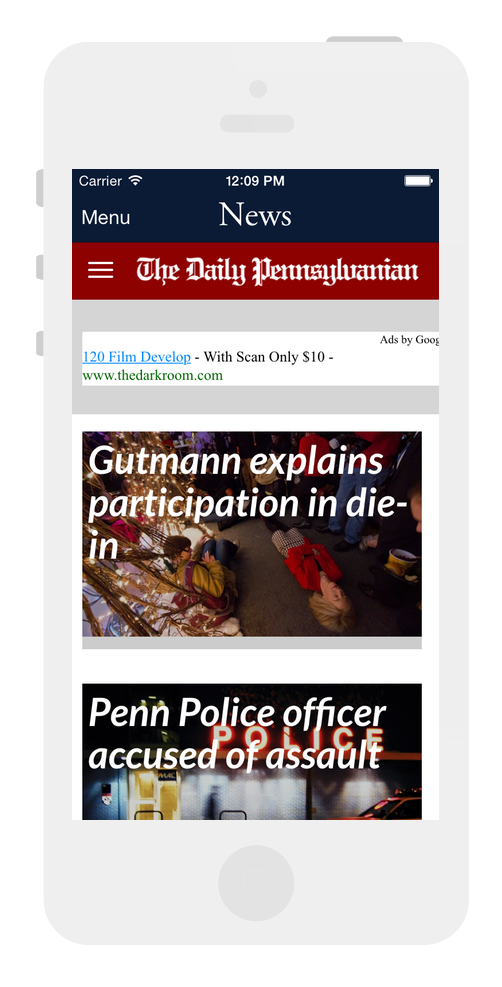 Carrier 12:09 PM
Menu News
The Daily Pennsylvanian
Ads by Goog
120 Film Develop - With Scan Only $10 -
www.thedarkroom.com
Gutmann explains
participation in die-
in
Penn Police officer
accused of assault
POLICE